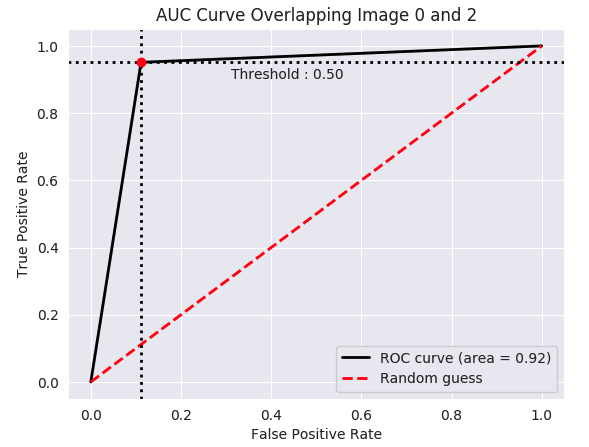 AUC Curve Overlapping Image 0 and 2
1.0
0.8
0.6
0.4
0.2
0.0
True Positive Rate
Threshold : 0.50
ROC curve (area = 0.92)
Random guess
0.0 0.2 0.4 0.6 0.8 1.0
False Positive Rate